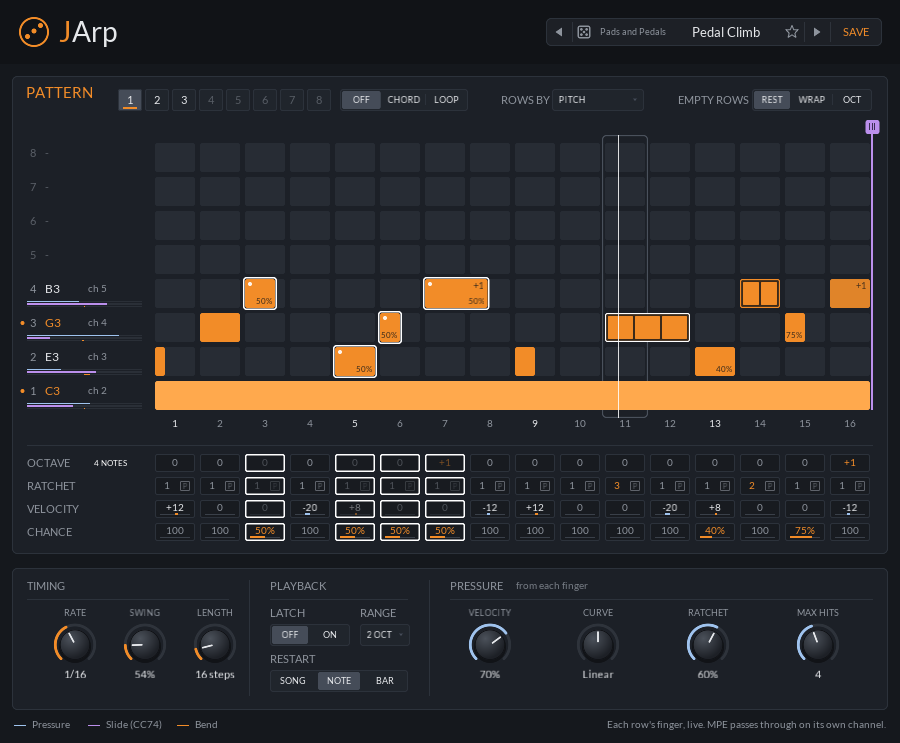 JArp
Pads and Pedals Pedal Climb SAVE
PATTERN 1 2 3 4 5 6 7 8 OFF CHORD LOOP ROWS BY PITCH EMPTY ROWS REST WRAP OCT
8 -
7 -
6 -
5 -
4 B3 ch 5 50% +1 50% +1
3 G3 ch 4 50% 75%
2 E3 ch 3 50% 40%
1 C3 ch 2
1 2 3 4 5 6 7 8 9 10 11 12 13 14 15 16
OCTAVE 4 NOTES 0 0 0 0 0 0 +1 0 0 0 0 0 0 0 0 +1
RATCHET 1 P 1 P 1 P 1 P 1 P 1 P 1 P 1 P 1 P 1 P 3 P 1 P 1 P 2 P 1 P 1 P
VELOCITY +12 0 0 -20 +8 0 0 -12 +12 0 0 -20 +8 0 0 -12
CHANCE 100 100 50% 100 50% 50% 50% 100 100 100 100 100 40% 100 75% 100
TIMING PLAYBACK PRESSURE from each finger
RATE SWING LENGTH LATCH RANGE VELOCITY CURVE RATCHET MAX HITS
OFF ON 2 OCT
RESTART
1/16 54% 16 steps SONG NOTE BAR 70% Linear 60% 4
Pressure Slide (CC74) Bend Each row's finger, live. MPE passes through on its own channel.